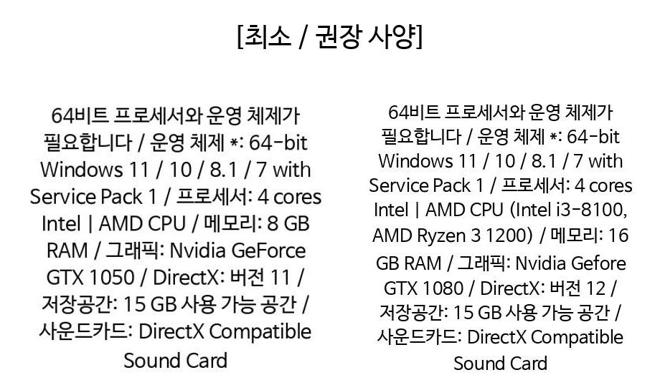 [최소 / 권장 사양]
64비트 프로세서와 운영 체제가
필요합니다 / 운영 체제 *: 64-bit
Windows 11 / 10 / 8.1 / 7 with
Service Pack 1 / 프로세서: 4 cores
Intel | AMD CPU / 메모리: 8 GB
RAM / 그래픽: Nvidia GeForce
GTX 1050 / DirectX: 버전 11 /
저장공간: 15 GB 사용 가능 공간 /
사운드카드: DirectX Compatible
Sound Card
64비트 프로세서와 운영 체제가
필요합니다 / 운영 체제 *: 64-bit
Windows 11 / 10 / 8.1 / 7 with
Service Pack 1 / 프로세서: 4 cores
Intel | AMD CPU (Intel i3-8100,
AMD Ryzen 3 1200) / 메모리: 16
GB RAM / 그래픽: Nvidia Gefore
GTX 1080 / DirectX: 버전 12 /
저장공간: 15 GB 사용 가능 공간 /
사운드카드: DirectX Compatible
Sound Card